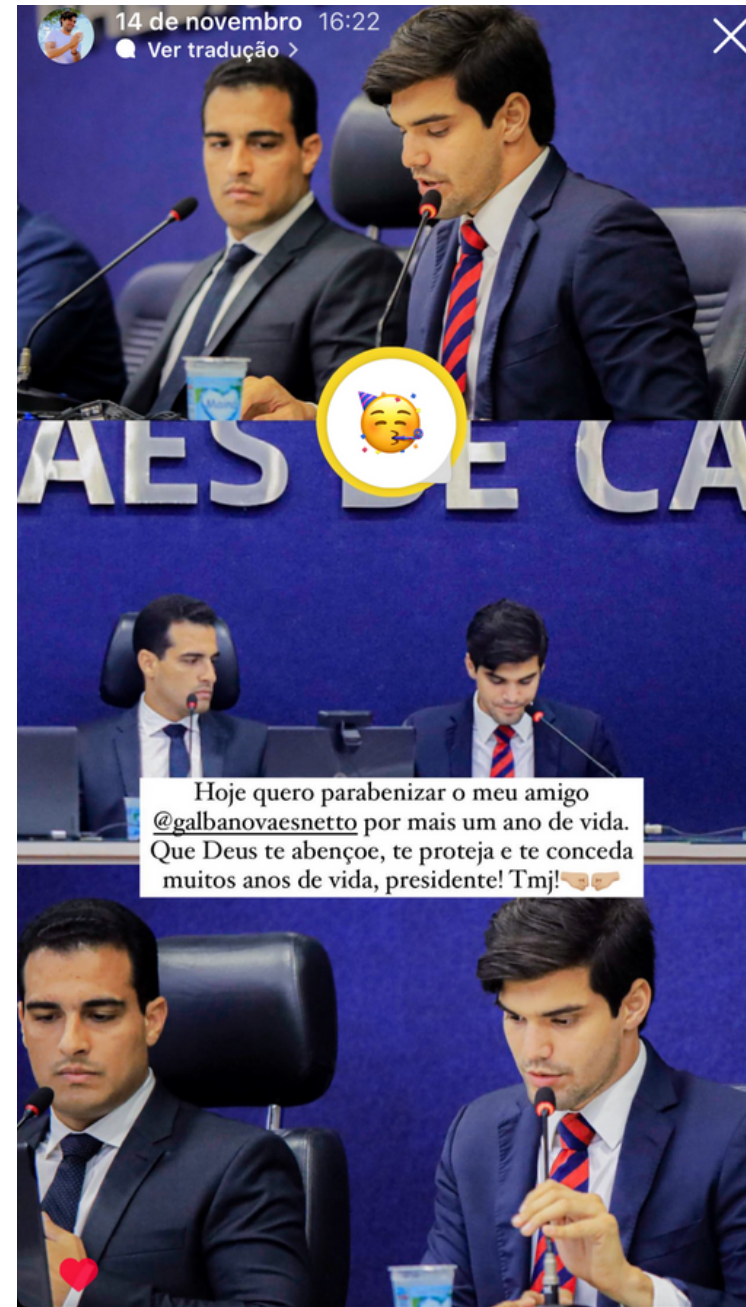 14 de novembro 16:22
Ver tradução >
AES DE CA
Hoje quero parabenizar o meu amigo
@galbanovaesnetto por mais um ano de vida.
Que Deus te abençoe, te proteja e te conceda
muitos anos de vida, presidente! Tmj!🤜🏼🤛🏼